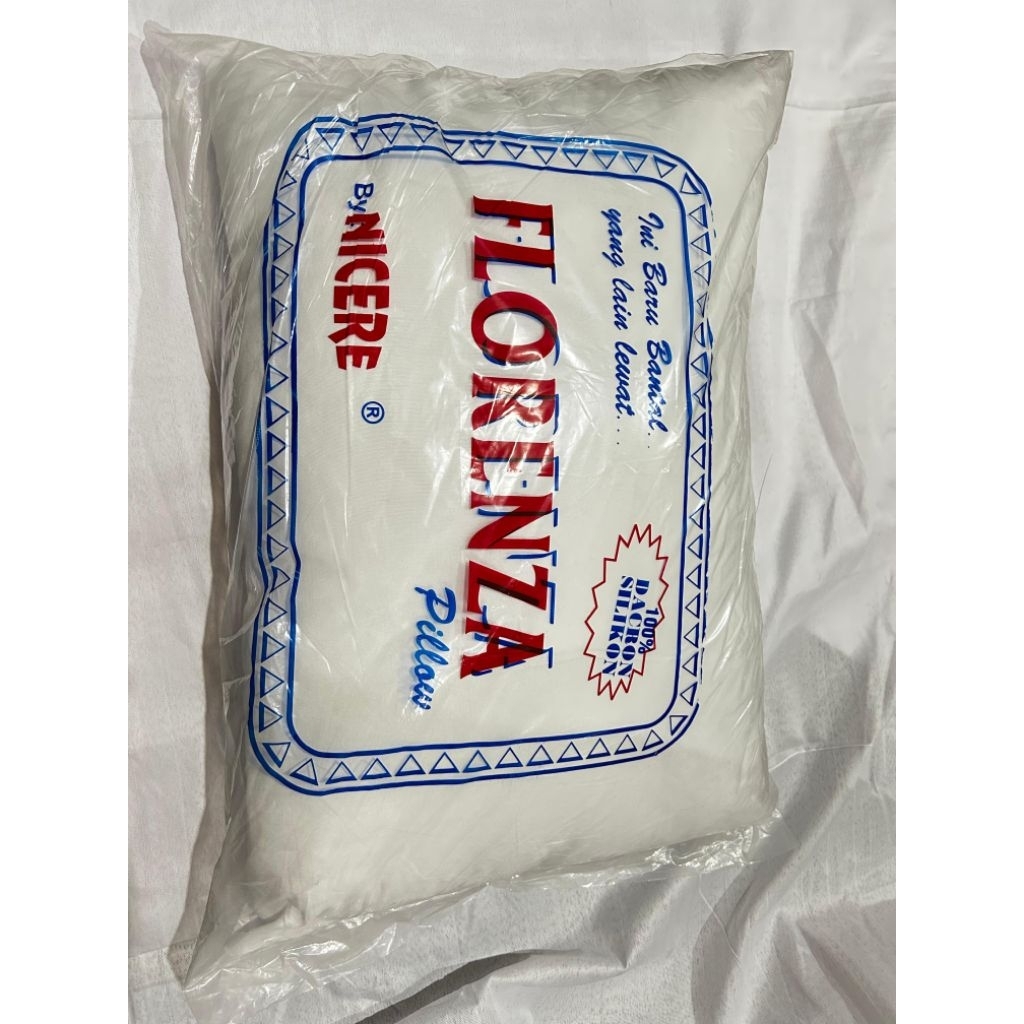 Ini Baru Bantal...
yang lain lewat....
100%
DACRON
SILIKON
FLORENZA
Pillow
By NICERE ®